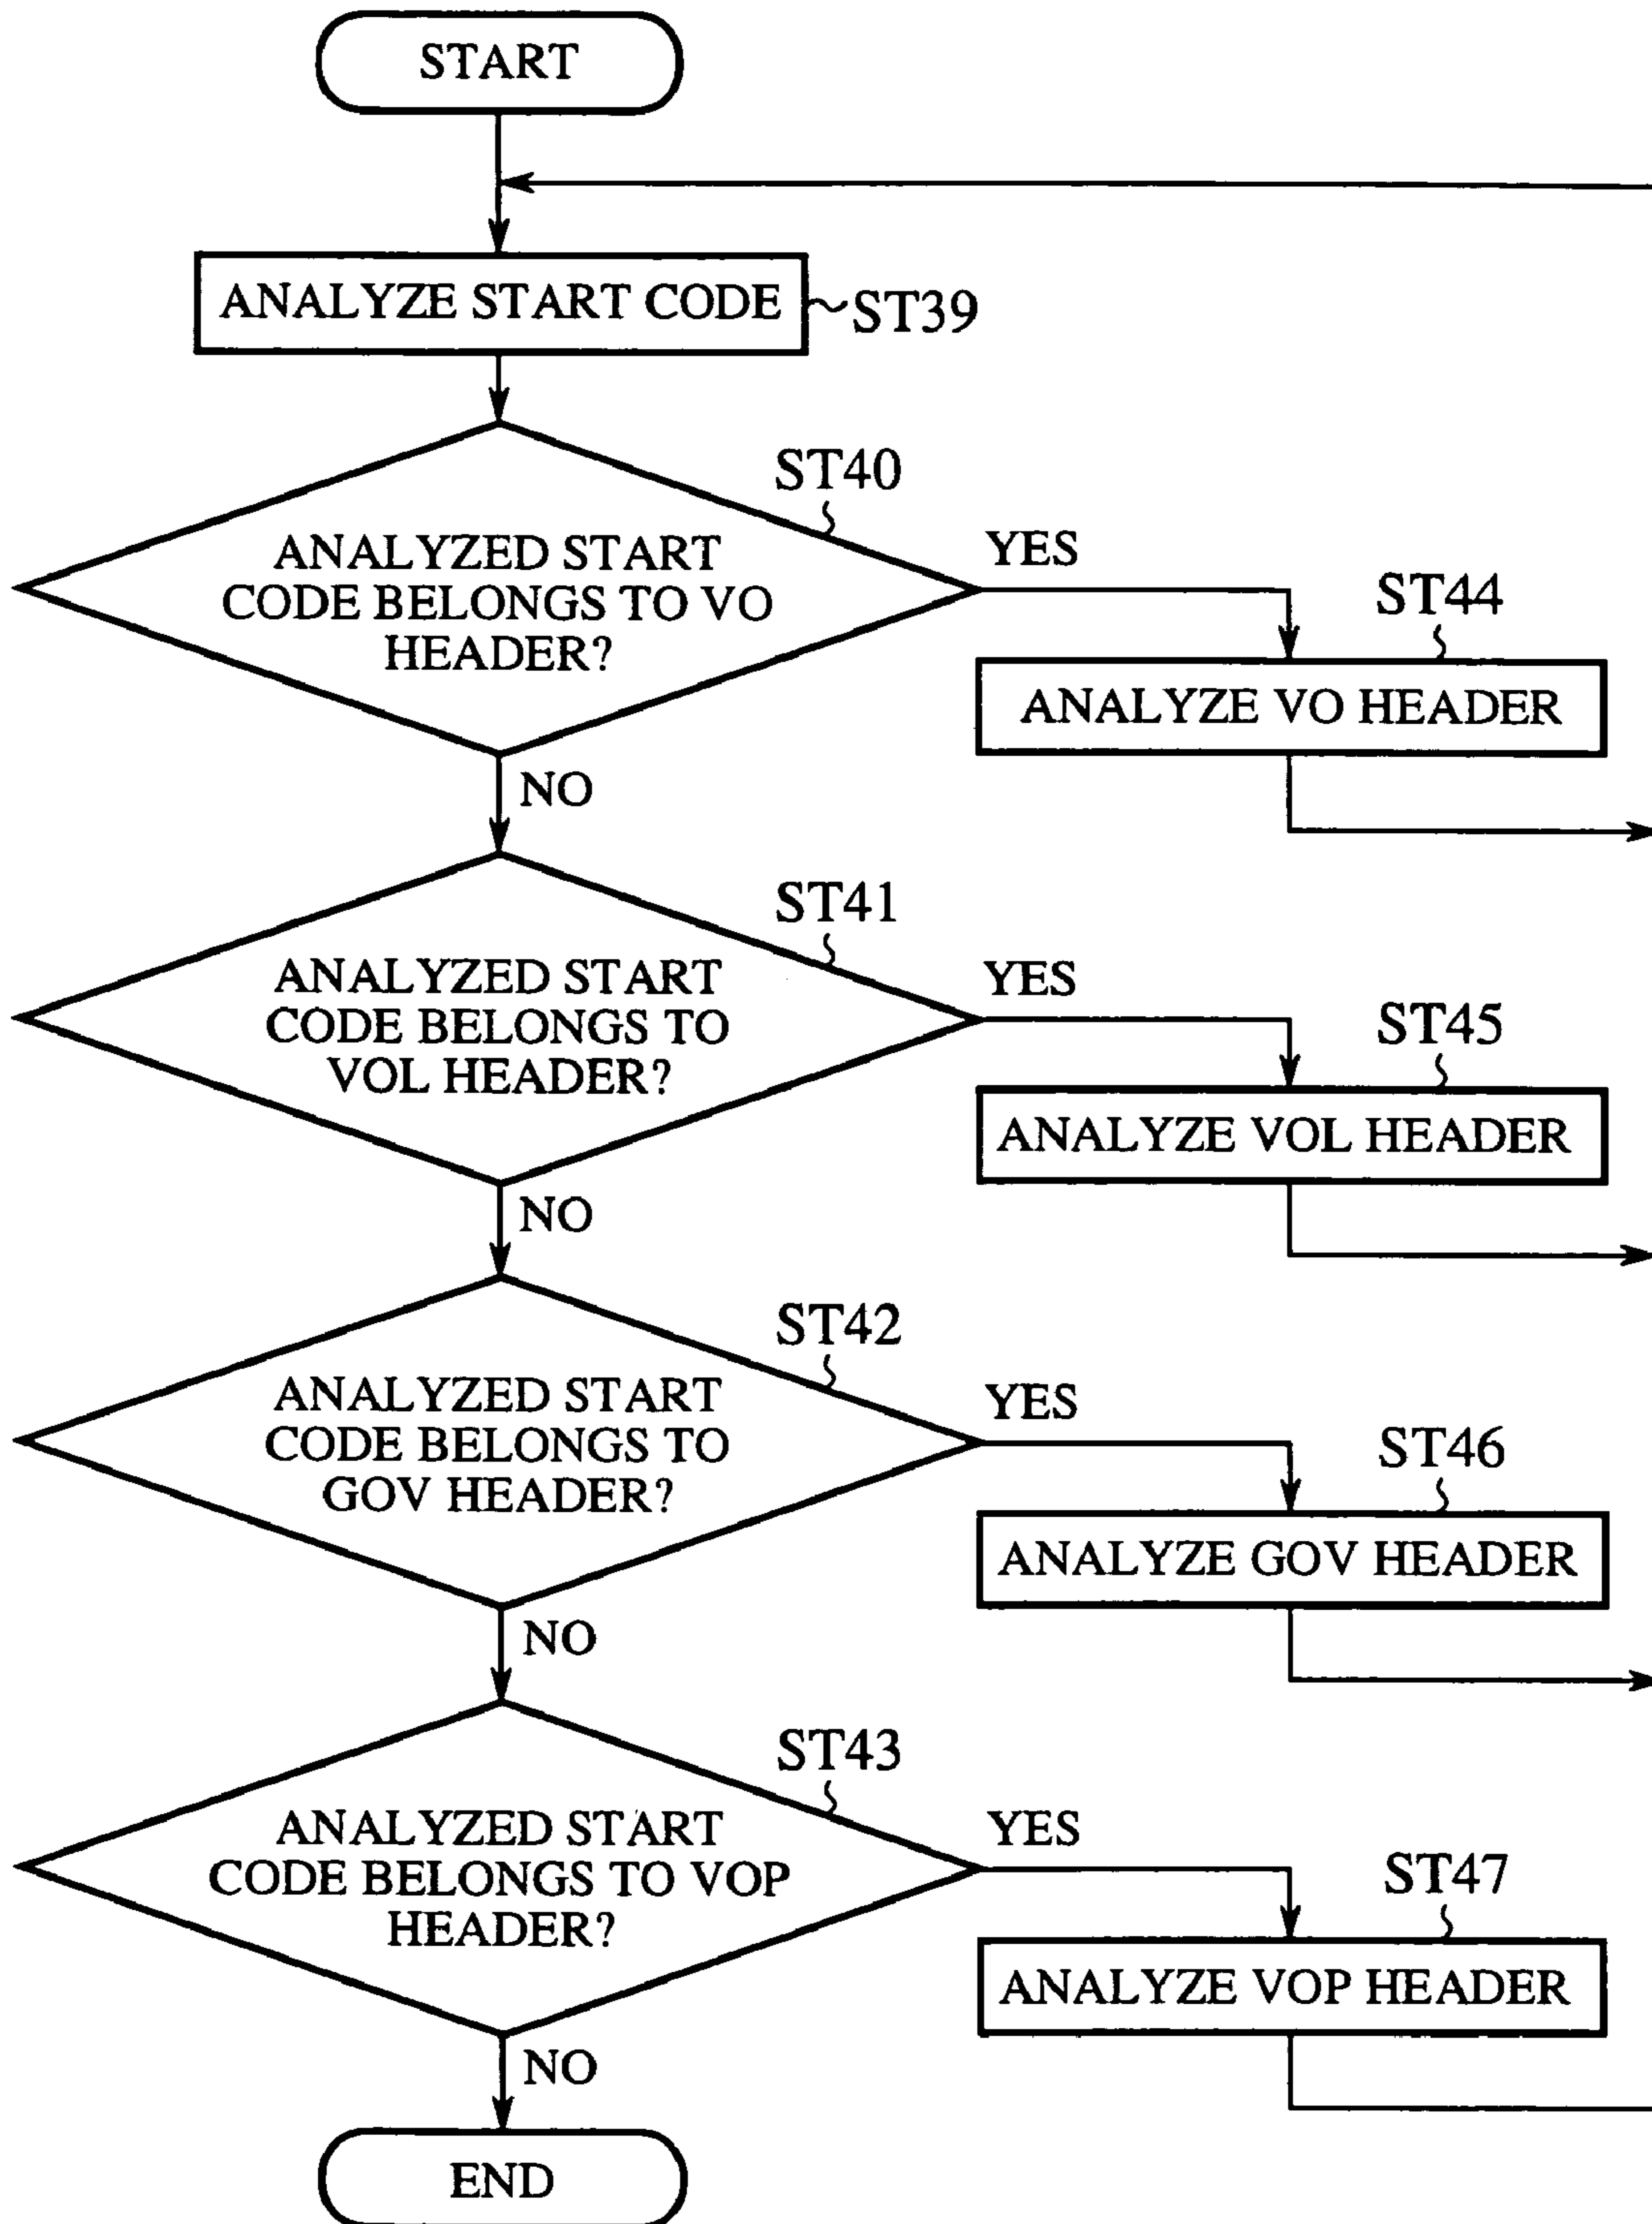 START
ANALYZE START CODE
ST39
ST40
ANALYZED START
CODE BELONGS TO VO
HEADER?
YES
ST44
ANALYZE VO HEADER
NO
ST41
ANALYZED START
CODE BELONGS TO
VOL HEADER?
YES
ST45
ANALYZE VOL HEADER
NO
ST42
ANALYZED START
CODE BELONGS TO
GOV HEADER?
YES
ST46
ANALYZE GOV HEADER
NO
ST43
ANALYZED START
CODE BELONGS TO VOP
HEADER?
YES
ST47
ANALYZE VOP HEADER
NO
END